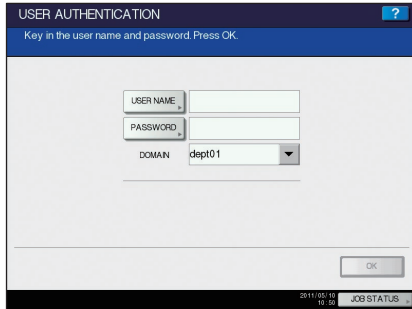 USER AUTHENTICATION ?
Key in the user name and password. Press OK.
USER NAME
PASSWORD
DOMAIN dept01
OK
2011/05/10
10:50
JOB STATUS